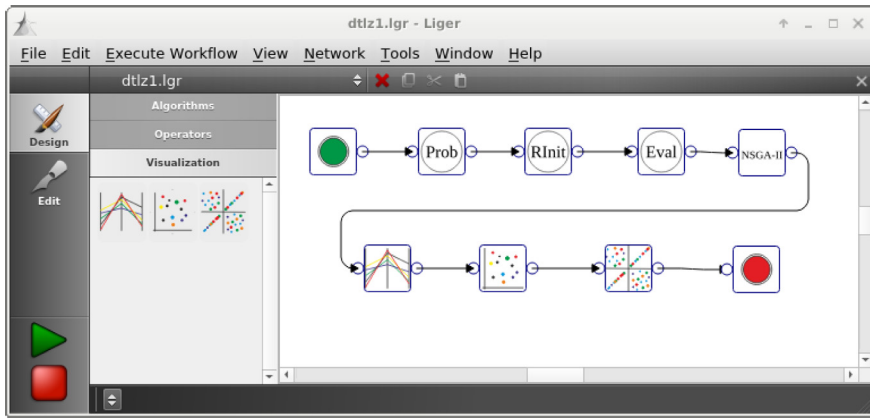 dtlz1.lgr - Liger
File Edit Execute Workflow View Network Tools Window Help
dtlz1.lgr
Algorithms
Operators
Visualization
Design
Edit
Prob RInit Eval NSGA-II